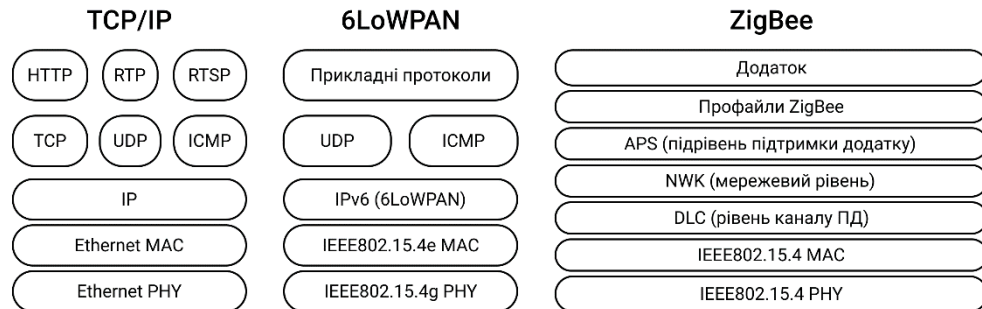 TCP/IP
HTTP RTP RTSP
TCP UDP ICMP
IP
Ethernet MAC
Ethernet PHY
6LoWPAN
Прикладні протоколи
UDP ICMP
IPv6 (6LoWPAN)
IEEE802.15.4e MAC
IEEE802.15.4g PHY
ZigBee
Додаток
Профайли ZigBee
APS (підрівень підтримки додатку)
NWK (мережевий рівень)
DLC (рівень каналу ПД)
IEEE802.15.4 MAC
IEEE802.15.4 PHY